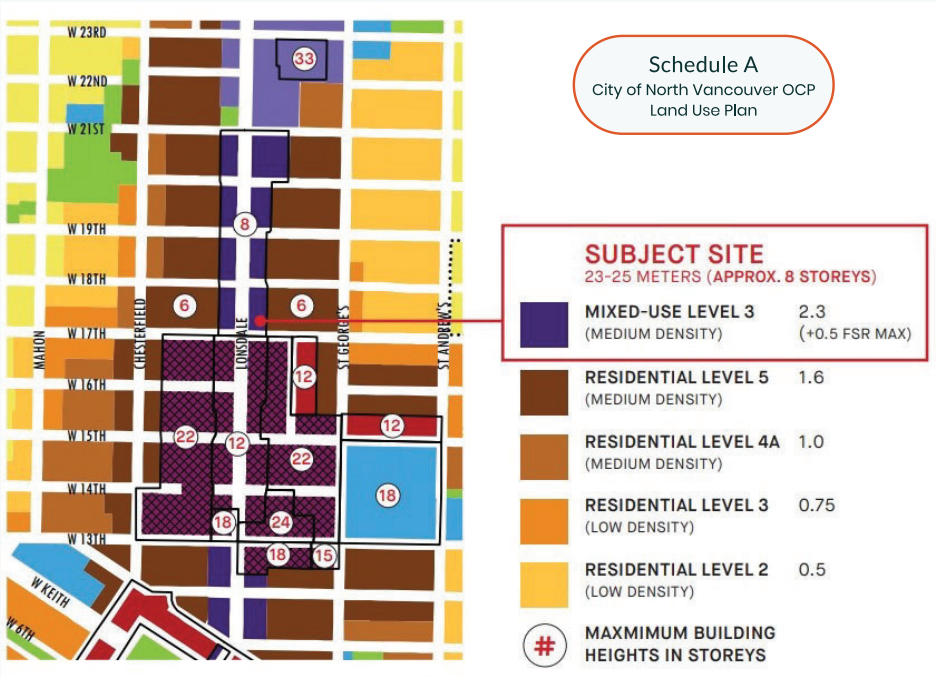 Schedule A
City of North Vancouver OCP
Land Use Plan
W 23RD
33
W 22ND
W 21ST
8
W 19TH
W 18TH
6
6
MAHON
CHESTERFIELD
LONSDALE
ST GEORGE'S
ST ANDREW'S
W 17TH
12
W 16TH
12
W 15TH
22
12
22
W 14TH
18
18
24
W 13TH
18
15
W KEITH
W 6TH
SUBJECT SITE
23-25 METERS (APPROX. 8 STOREYS)
MIXED-USE LEVEL 3 2.3
(MEDIUM DENSITY) (+0.5 FSR MAX)
RESIDENTIAL LEVEL 5 1.6
(MEDIUM DENSITY)
RESIDENTIAL LEVEL 4A 1.0
(MEDIUM DENSITY)
RESIDENTIAL LEVEL 3 0.75
(LOW DENSITY)
RESIDENTIAL LEVEL 2 0.5
(LOW DENSITY)
# MAXMIMUM BUILDING
HEIGHTS IN STOREYS